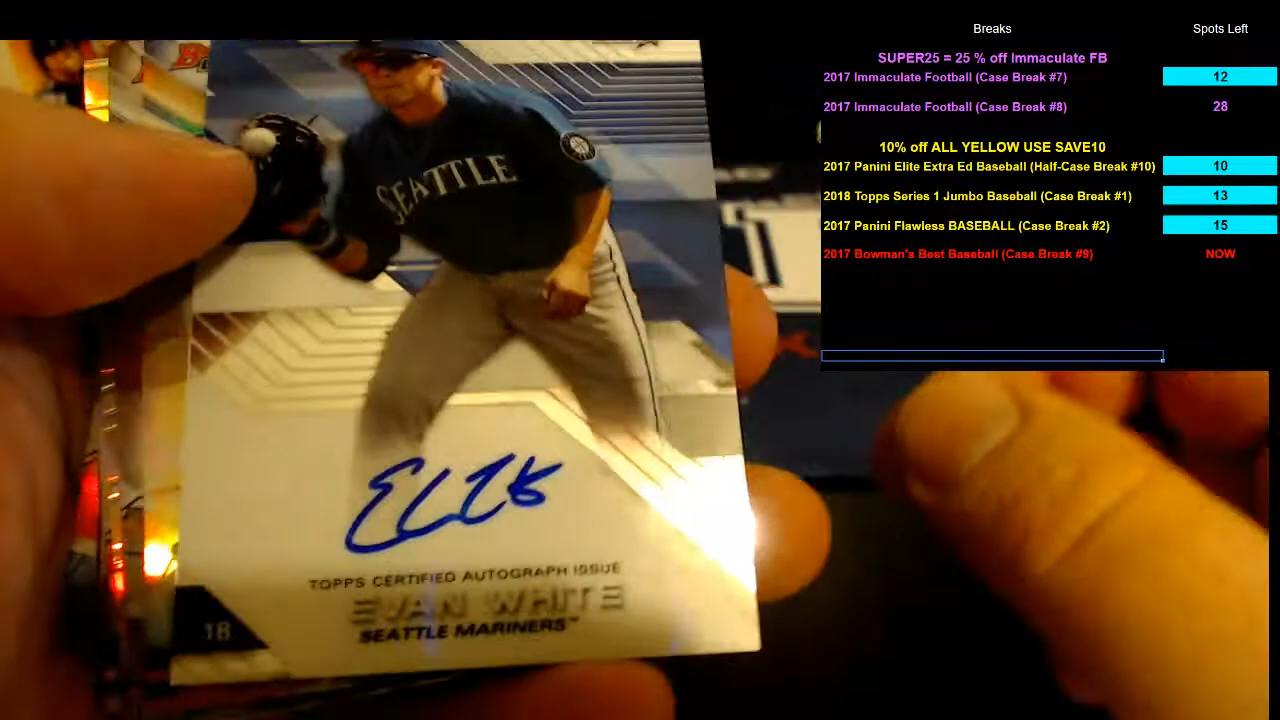 SEATTLE
TOPPS CERTIFIED AUTOGRAPH ISSUE
EVAN WHITE
SEATTLE MARINERS™
18
Breaks Spots Left
SUPER25 = 25 % off Immaculate FB
2017 Immaculate Football (Case Break #7) 12
2017 Immaculate Football (Case Break #8) 28
10% off ALL YELLOW USE SAVE10
2017 Panini Elite Extra Ed Baseball (Half-Case Break #10) 10
2018 Topps Series 1 Jumbo Baseball (Case Break #1) 13
2017 Panini Flawless BASEBALL (Case Break #2) 15
2017 Bowman's Best Baseball (Case Break #9) NOW